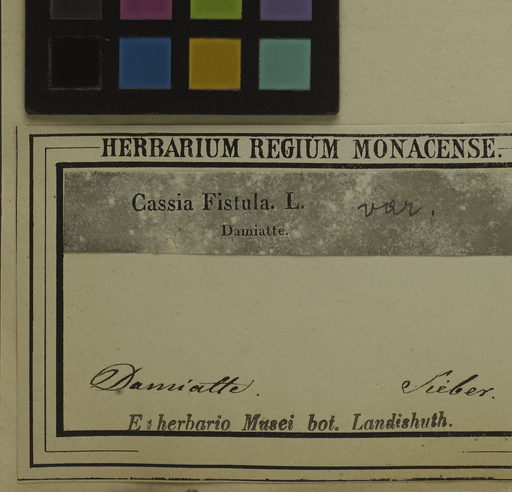 HERBARIUM REGIUM MONACENSE.
Cassia Fistula. L. var.
Damiatte.
Damiatte. Sieber.
Ex herbario Musei bot. Landishuth.